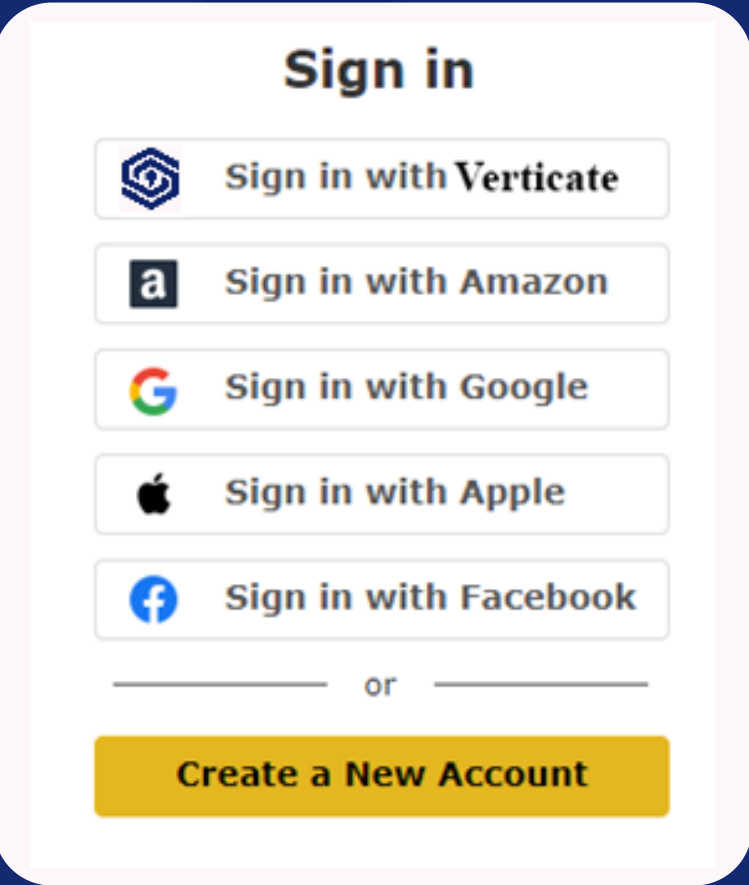 Sign in
Sign in with Verticate
a Sign in with Amazon
Sign in with Google
Sign in with Apple
Sign in with Facebook
or
Create a New Account